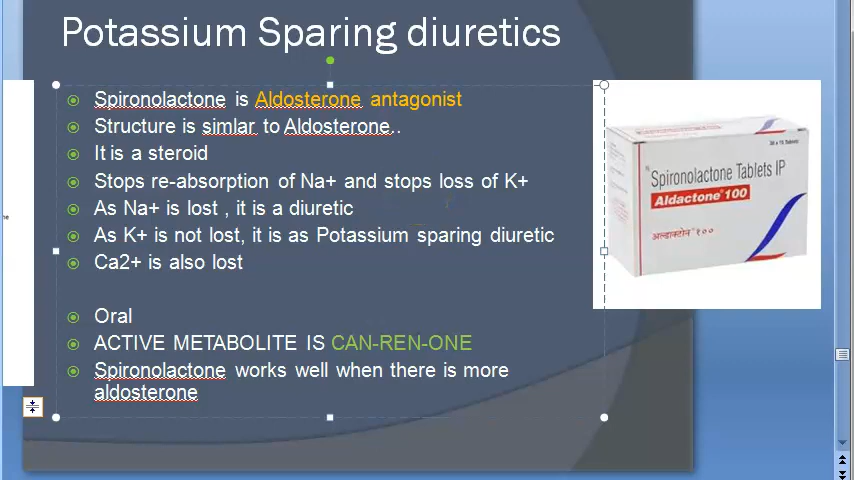 Potassium Sparing diuretics
Spironolactone is Aldosterone antagonist
Structure is simlar to Aldosterone..
It is a steroid
Stops re-absorption of Na+ and stops loss of K+
As Na+ is lost , it is a diuretic
As K+ is not lost, it is as Potassium sparing diuretic
Ca2+ is also lost
Oral
ACTIVE METABOLITE IS CAN-REN-ONE
Spironolactone works well when there is more
aldosterone
Spironolactone Tablets IP
Aldactone 100
अल्डाक्टोन १००